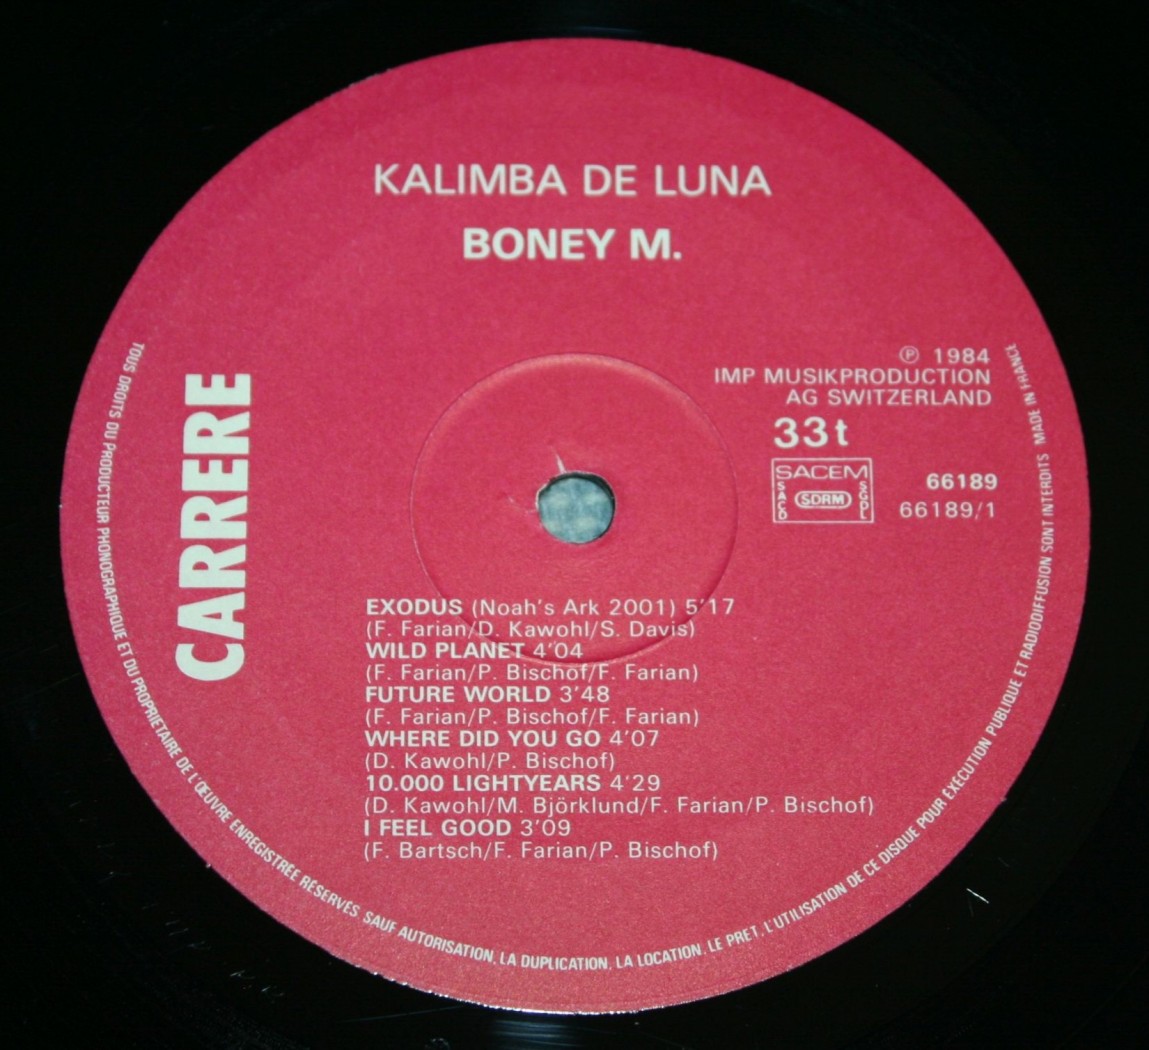 KALIMBA DE LUNA
BONEY M.
℗ 1984
IMP MUSIKPRODUCTION
AG SWITZERLAND
33t
SACEM
SACD
SDRM
SGDL
66189
66189/1
CARRERE
EXODUS (Noah's Ark 2001) 5'17
(F. Farian/D. Kawohl/S. Davis)
WILD PLANET 4'04
(F. Farian/P. Bischof/F. Farian)
FUTURE WORLD 3'48
(F. Farian/P. Bischof/F. Farian)
WHERE DID YOU GO 4'07
(D. Kawohl/P. Bischof)
10.000 LIGHTYEARS 4'29
(D. Kawohl/M. Björklund/F. Farian/P. Bischof)
I FEEL GOOD 3'09
(F. Bartsch/F. Farian/P. Bischof)
TOUS DROITS DU PRODUCTEUR PHONOGRAPHIQUE ET DU PROPRIETAIRE DE L'ŒUVRE ENREGISTREE RÉSERVÉS SAUF AUTORISATION, LA DUPLICATION, LA LOCATION, LE PRET, L'UTILISATION DE CE DISQUE POUR EXÉCUTION PUBLIQUE ET RADIODIFFUSION SONT INTERDITS MADE IN FRANCE